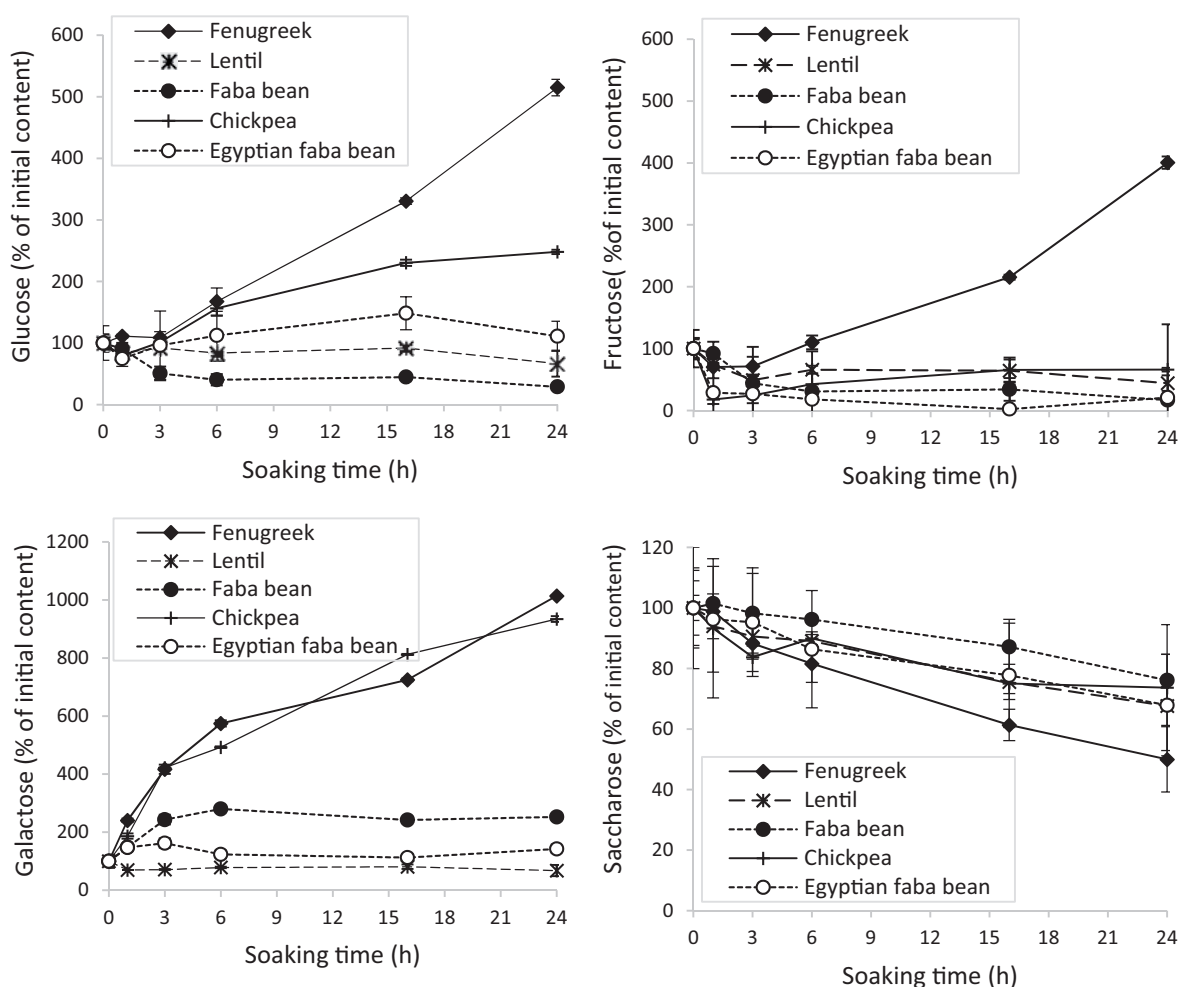 Glucose (% of initial content)
600
500
400
300
200
100
0
Fenugreek
Lentil
Faba bean
Chickpea
Egyptian faba bean
0 3 6 9 12 15 18 21 24
Soaking time (h)
Fructose( %of initial content)
600
500
400
300
200
100
0
Fenugreek
Lentil
Faba bean
Chickpea
Egyptian faba bean
0 3 6 9 12 15 18 21 24
Soaking time (h)
Galactose (% of initial content)
1200
1000
800
600
400
200
0
Fenugreek
Lentil
Faba bean
Chickpea
Egyptian faba bean
0 3 6 9 12 15 18 21 24
Soaking time (h)
Saccharose (% of initial content)
120
100
80
60
40
20
0
Fenugreek
Lentil
Faba bean
Chickpea
Egyptian faba bean
0 3 6 9 12 15 18 21 24
Soaking time (h)